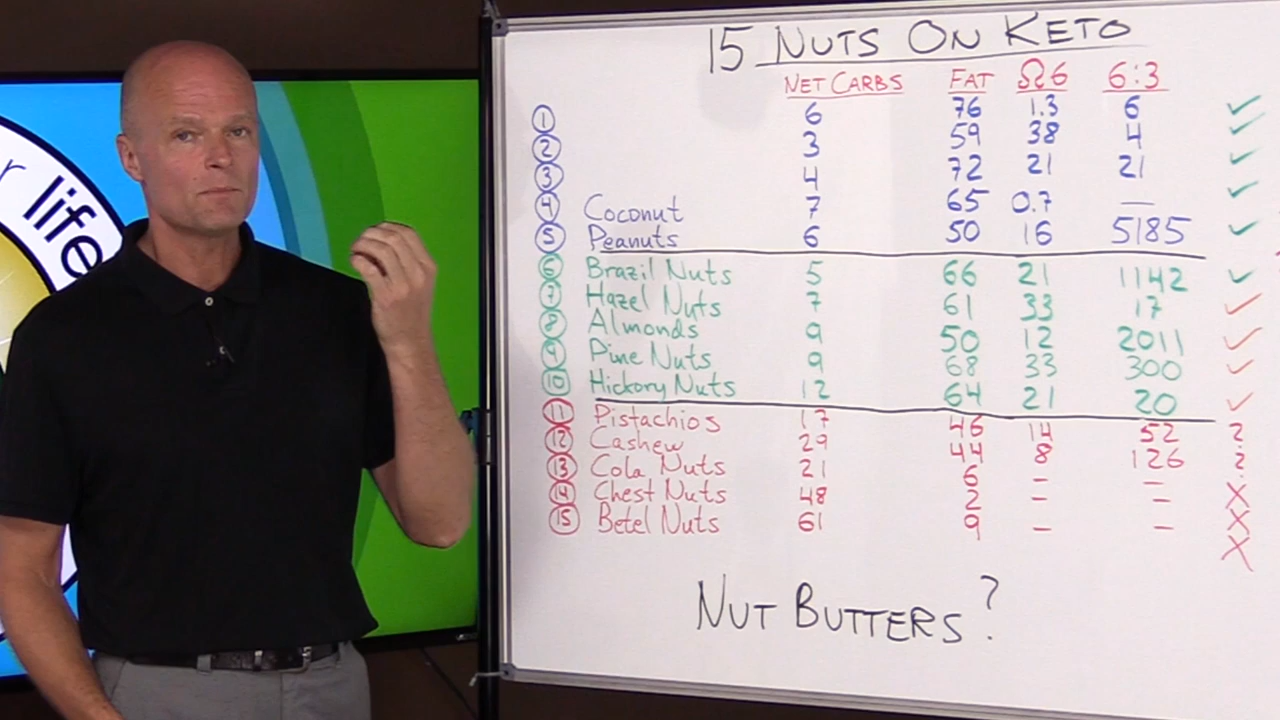 15 NUTS ON KETO
NET CARBS FAT Ω6 6:3
① 6 76 1.3 6 ✓
② 3 59 38 4 ✓
③ 4 72 21 21 ✓
④ Coconut 7 65 0.7 — ✓
⑤ Peanuts 6 50 16 5185 ✓
⑥ Brazil Nuts 5 66 21 1142 ✓
⑦ Hazel Nuts 7 61 33 17 ✓
⑧ Almonds 9 50 12 2011 ✓
⑨ Pine Nuts 9 68 33 300 ✓
⑩ Hickory Nuts 12 64 21 20 ✓
⑪ Pistachios 17 46 14 52 ?
⑫ Cashew 29 44 8 126 ?
⑬ Cola Nuts 21 6 – – X
⑭ Chest Nuts 48 2 – – X
⑮ Betel Nuts 61 9 – – X
NUT BUTTERS?
r life